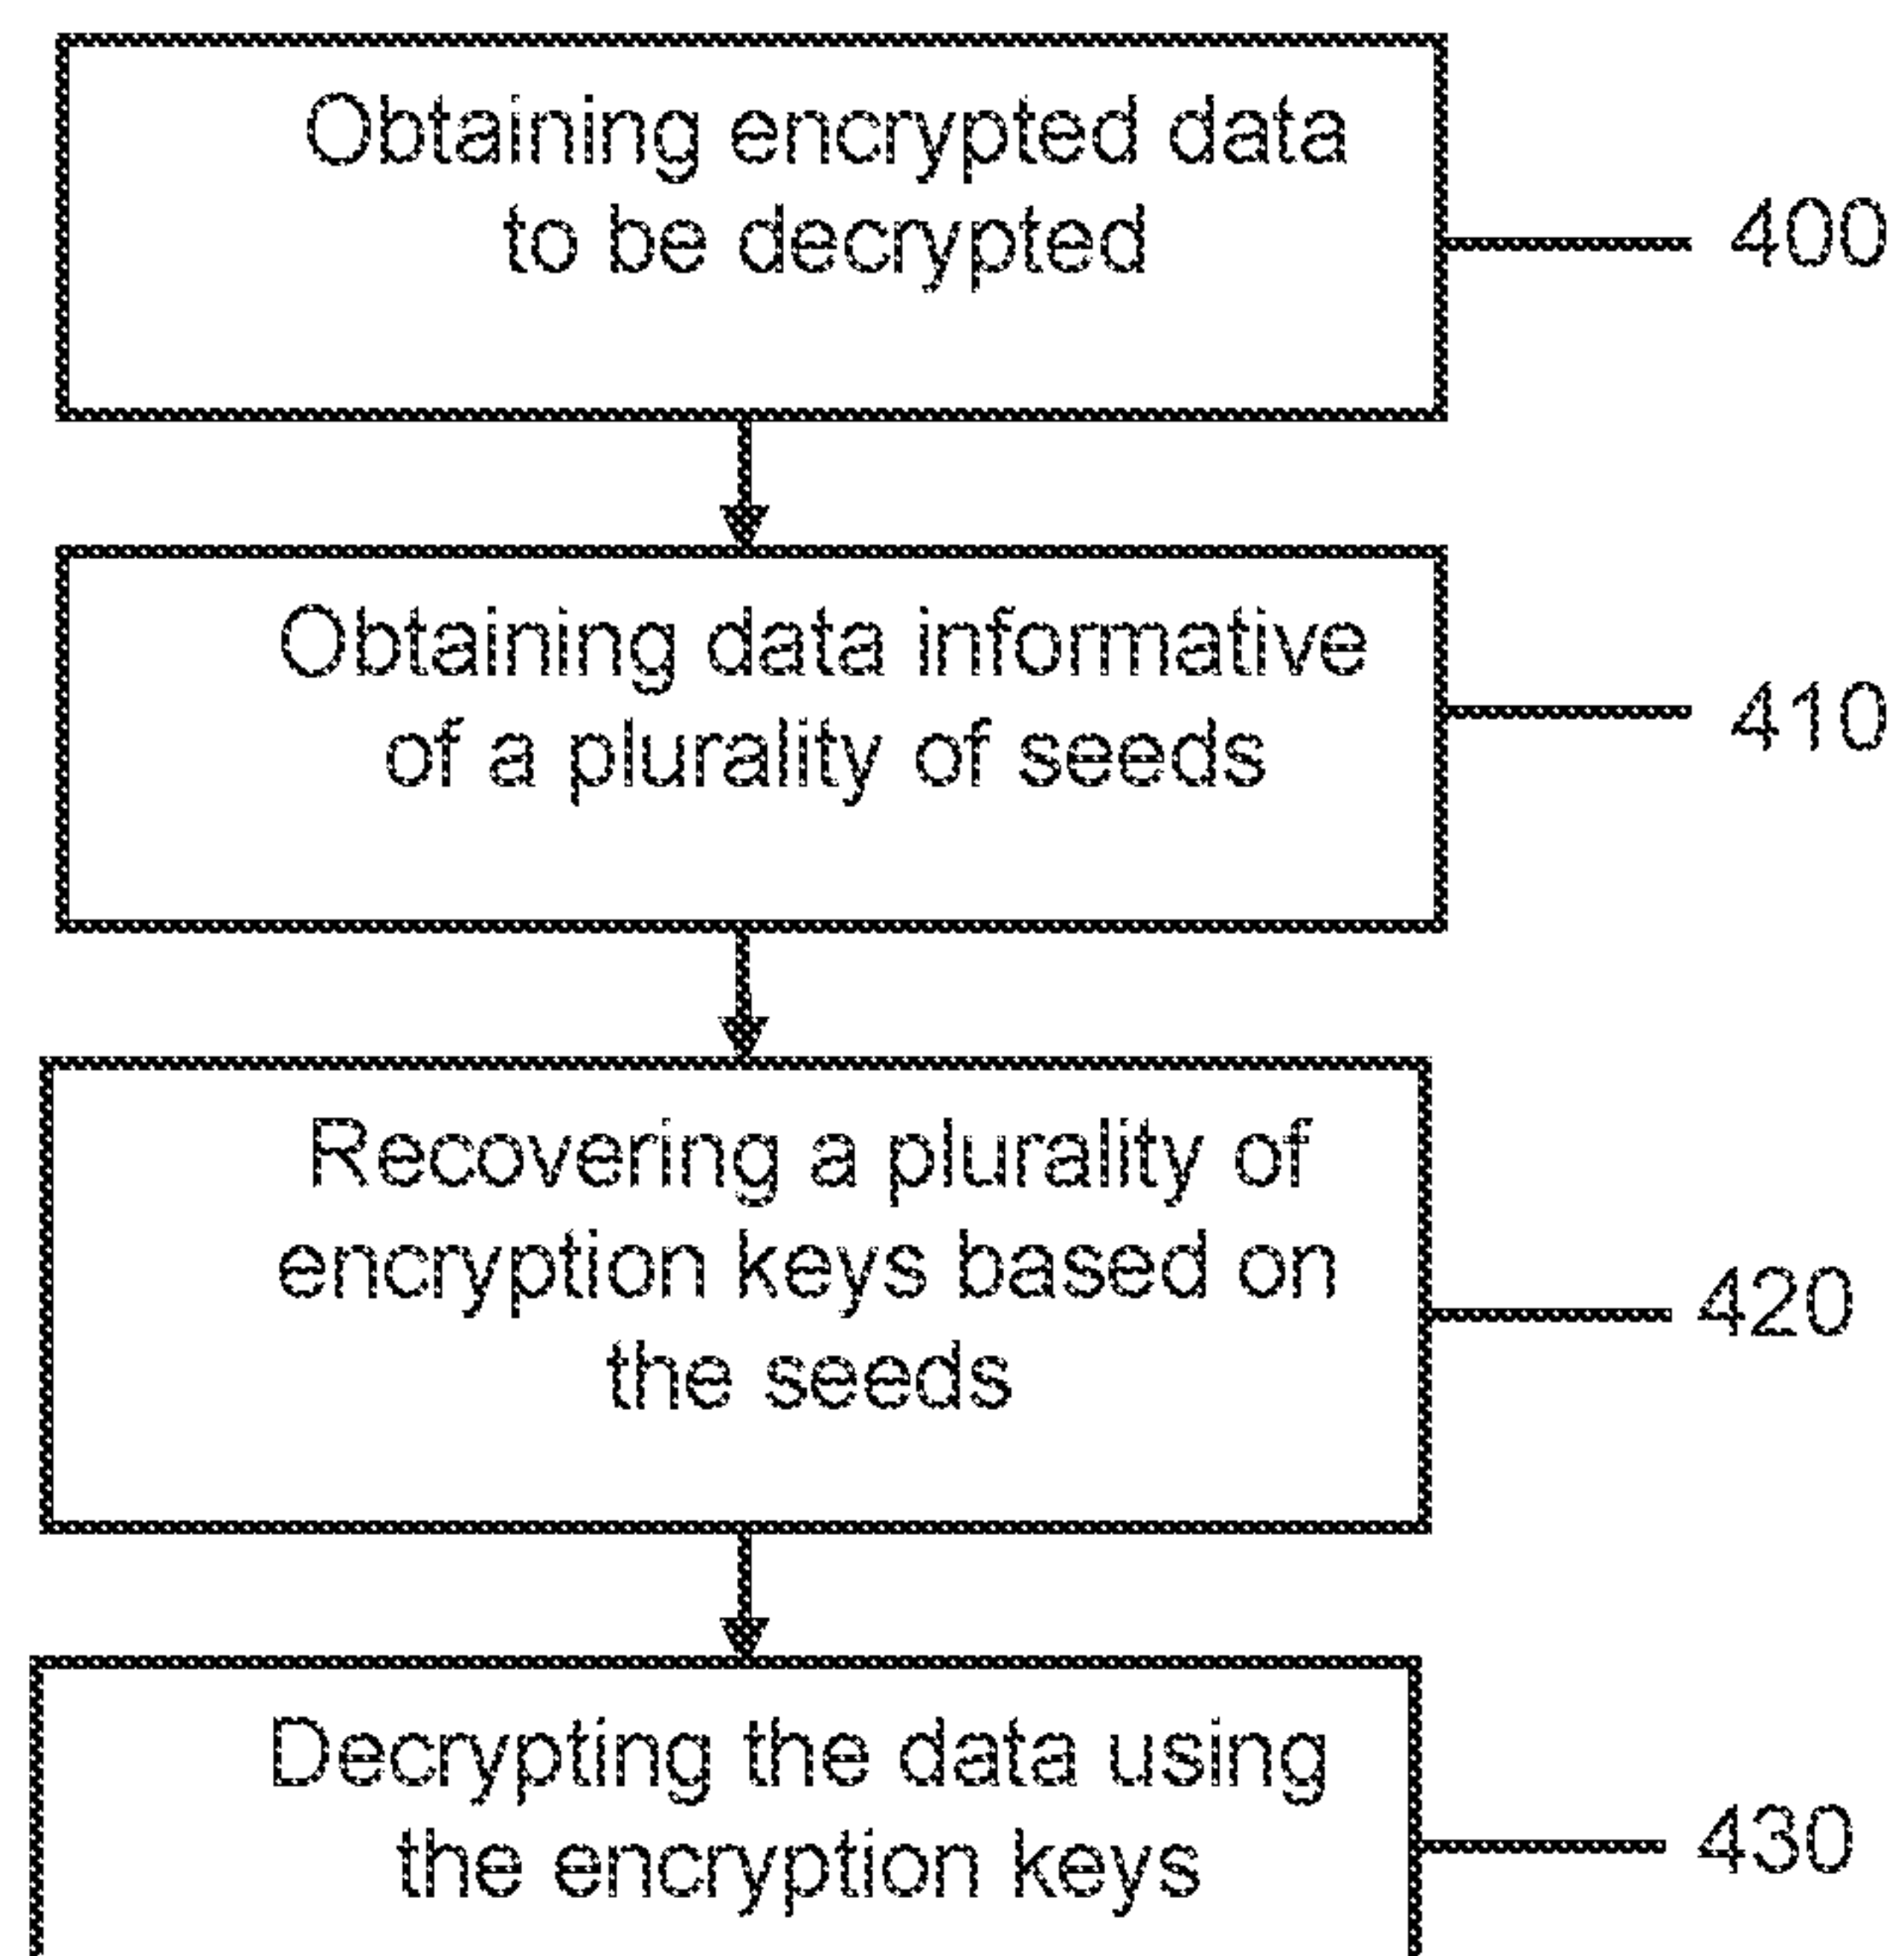 Obtaining encrypted data
to be decrypted
400
Obtaining data informative
of a plurality of seeds
410
Recovering a plurality of
encryption keys based on
the seeds
420
Decrypting the data using
the encryption keys
430